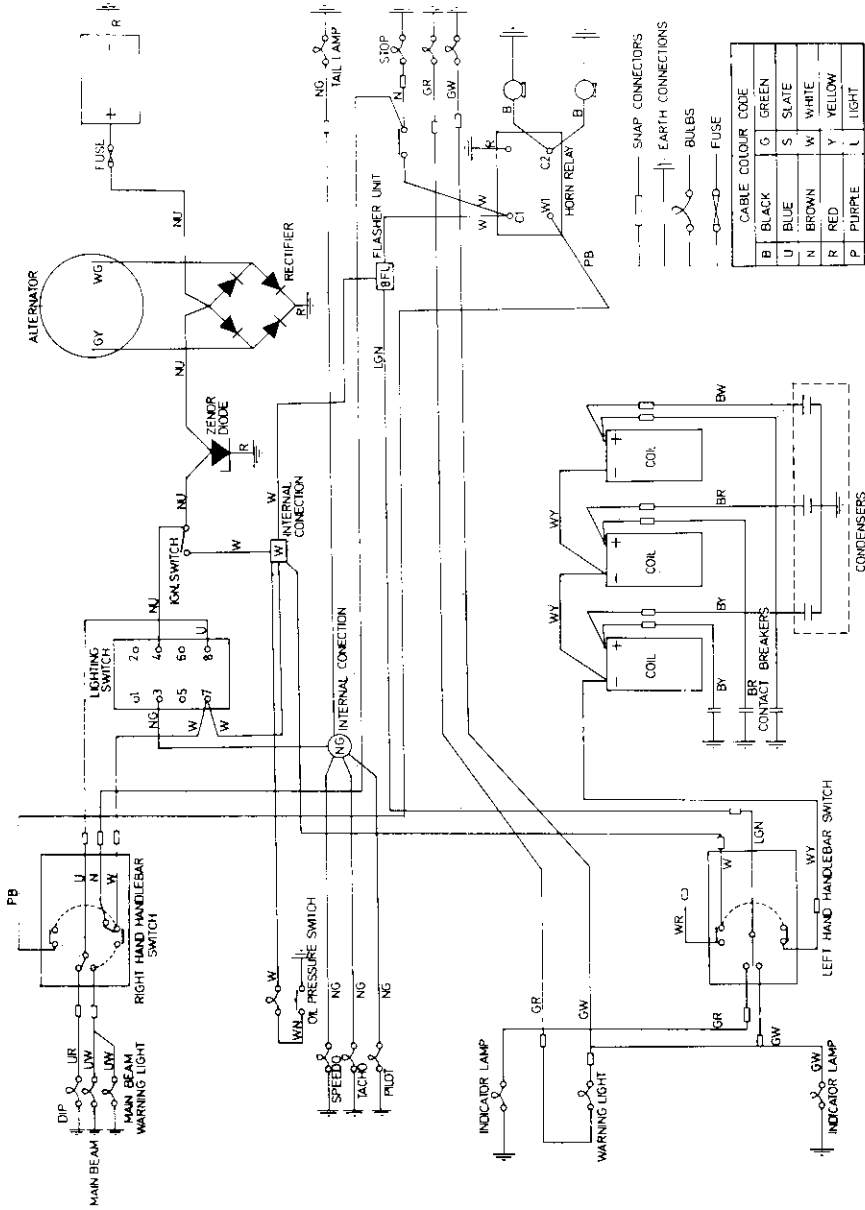 PB
U
N
W
RIGHT HAND HANDLEBAR
SWITCH
UR
UW
UW
DIP
MAIN BEAM
MAIN BEAM
WARNING LIGHT
LIGHTING
SWITCH
1
2
3
4
5
6
7
8
NG
NU
W
W
U
IGN. SWITCH
NU
W
ZENOR
DIODE
R
NU
ALTERNATOR
GY
WG
RECTIFIER
R
NU
FUSE
+
-
R
W
INTERNAL
CONECTION
W
NG
INTERNAL CONECTION
W
WN
OIL PRESSURE SWITCH
NG
NG
NG
SPEEDO
TACHO
PILOT
NG
TAIL LAMP
STOP
N
GR
GW
8FL
FLASHER UNIT
LGN
W
W
C1
W1
C2
R
HORN RELAY
B
B
PB
GR
GW
INDICATOR LAMP
WARNING LIGHT
GR
GW
GW
INDICATOR LAMP
WR
W
LGN
WY
LEFT HAND HANDLEBAR SWITCH
WY
WY
- +
COIL
- +
COIL
- +
COIL
BY
BR
BW
BY
BR
CONTACT BREAKERS
CONDENSERS
SNAP CONNECTORS
EARTH CONNECTIONS
BULBS
FUSE
CABLE COLOUR CODE
B BLACK G GREEN
U BLUE S SLATE
N BROWN W WHITE
R RED Y YELLOW
P PURPLE L LIGHT